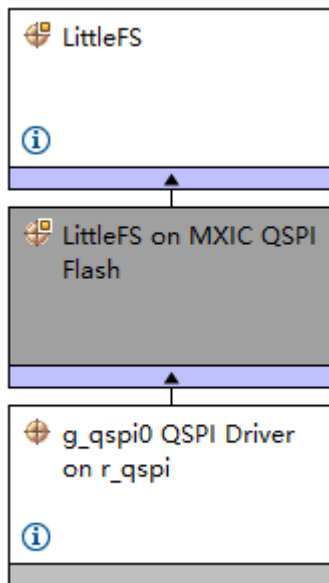 LittleFS
LittleFS on MXIC QSPI
Flash
g_qspi0 QSPI Driver
on r_qspi